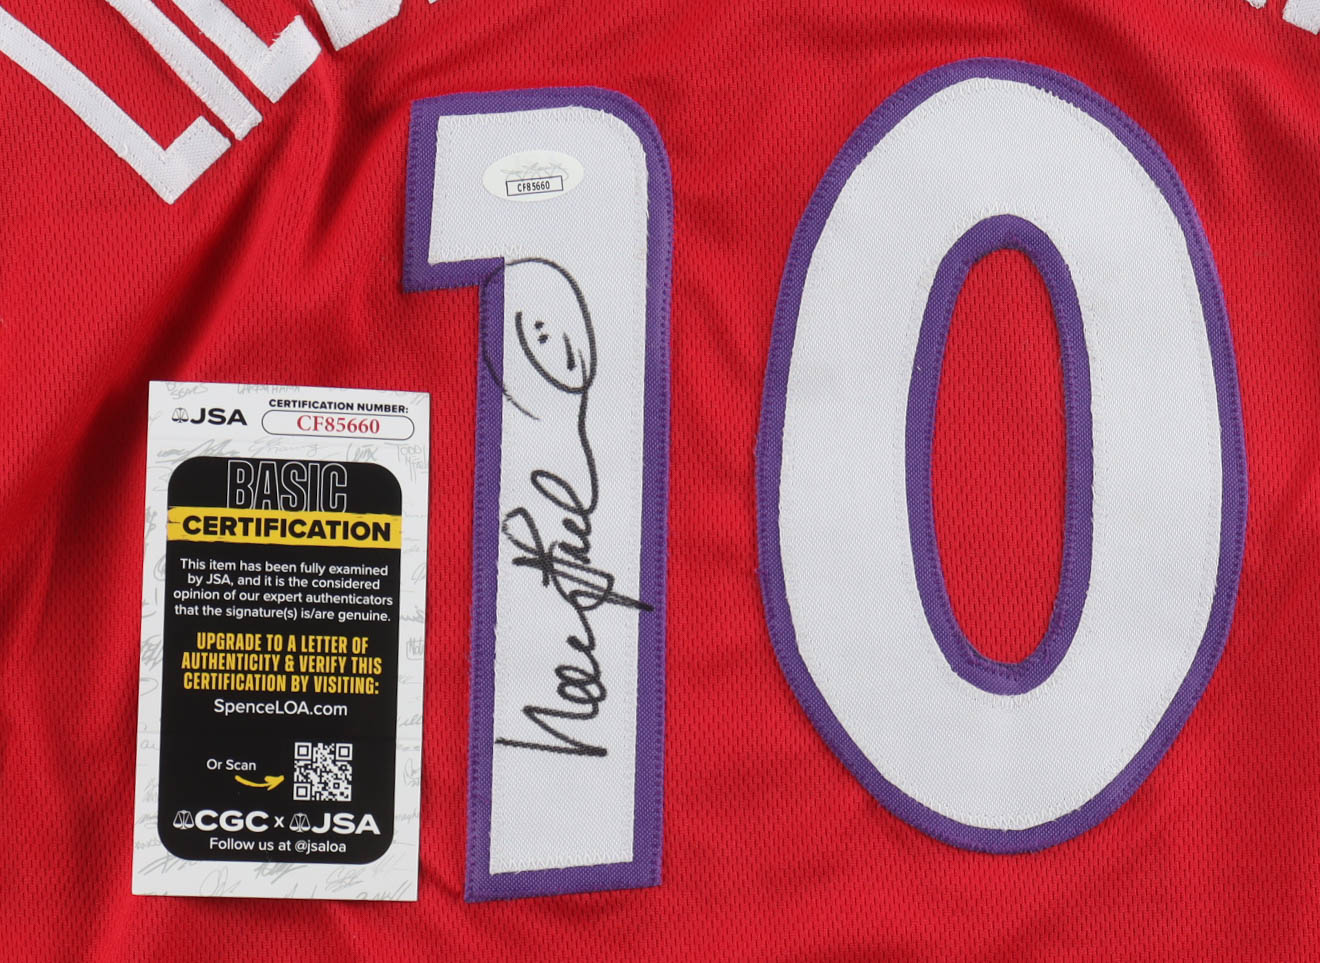 10
CF85660
JSA
CERTIFICATION NUMBER:
CF85660
BASIC
CERTIFICATION
This item has been fully examined
by JSA, and it is the considered
opinion of our expert authenticators
that the signature(s) is/are genuine.
UPGRADE TO A LETTER OF
AUTHENTICITY & VERIFY THIS
CERTIFICATION BY VISITING:
SpenceLOA.com
Or Scan
CGC x JSA
Follow us at @jsaloa